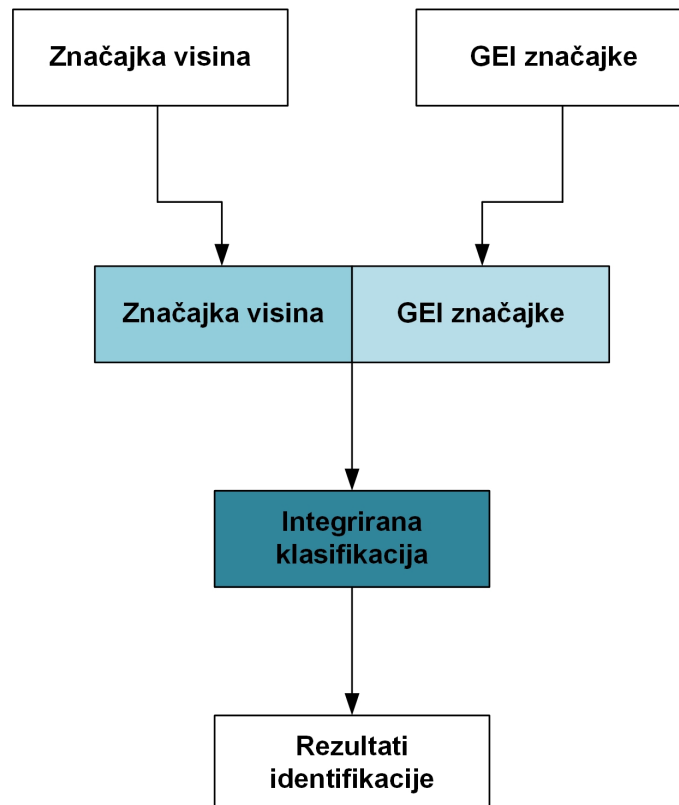 Značajka visina
GEI značajke
Značajka visina
GEI značajke
Integrirana
klasifikacija
Rezultati
identifikacije